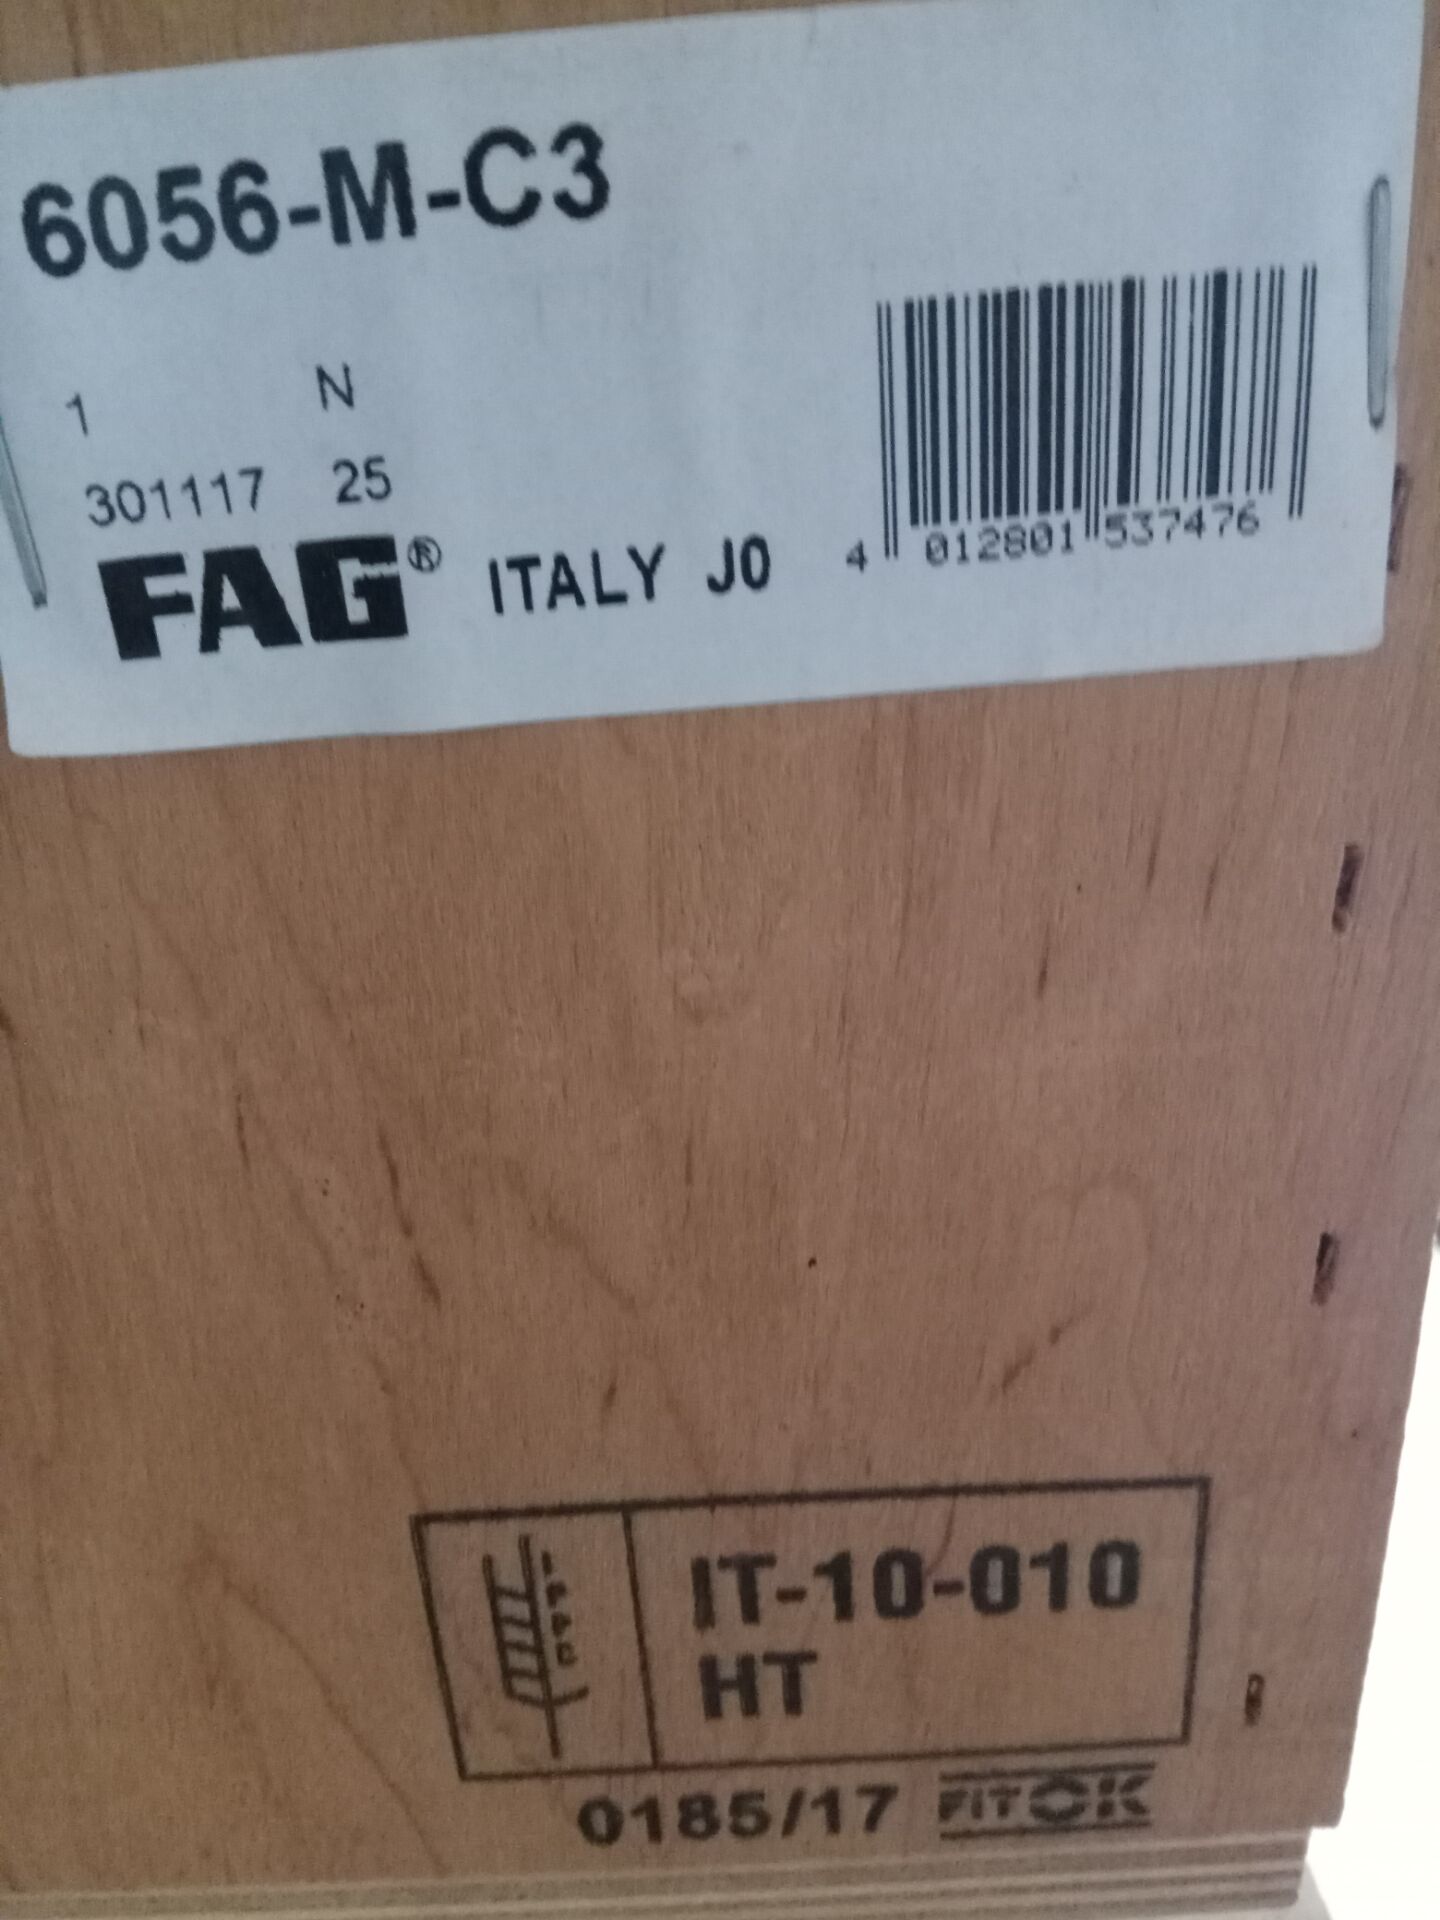 6056-M-C3
1 N
301117 25
FAG® ITALY J0
4 012801 537476
IT-10-010
HT
0185/17 FITOK